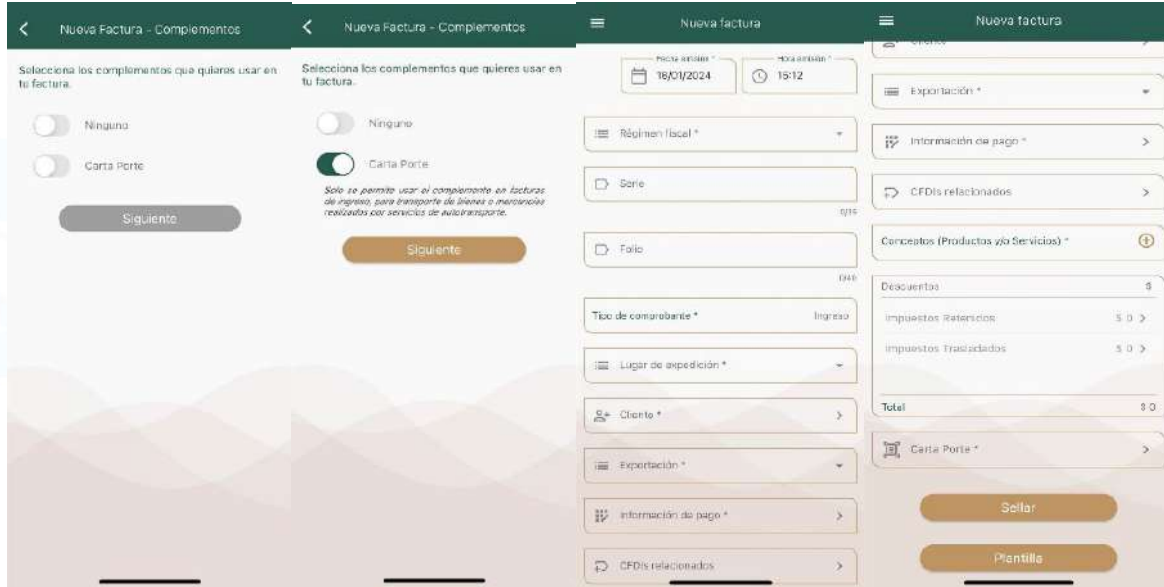 Nueva Factura - Complementos
Selecciona los complementos que quieres usar en
tu factura.
Ninguno
Carta Porte
Siguiente
Nueva Factura - Complementos
Selecciona los complementos que quieres usar en
tu factura.
Ninguno
Carta Porte
Solo se permite usar el complemento en facturas
de ingreso, para transporte de bienes o mercancías
realizados por servicios de autotransporte.
Siguiente
Nueva factura
Fecha emisión * Hora emisión *
18/01/2024 15:12
Régimen fiscal *
Serie
Folio
Tipo de comprobante * Ingreso
Lugar de expedición *
Cliente *
Exportación *
Información de pago *
CFDIs relacionados
Nueva factura
Exportación *
Información de pago *
CFDIs relacionados
Conceptos (Productos y/o Servicios) *
Descuentos $
Impuestos Retenidos $ 0
Impuestos Trasladados $ 0
Total $ 0
Carta Porte *
Sellar
Plantilla